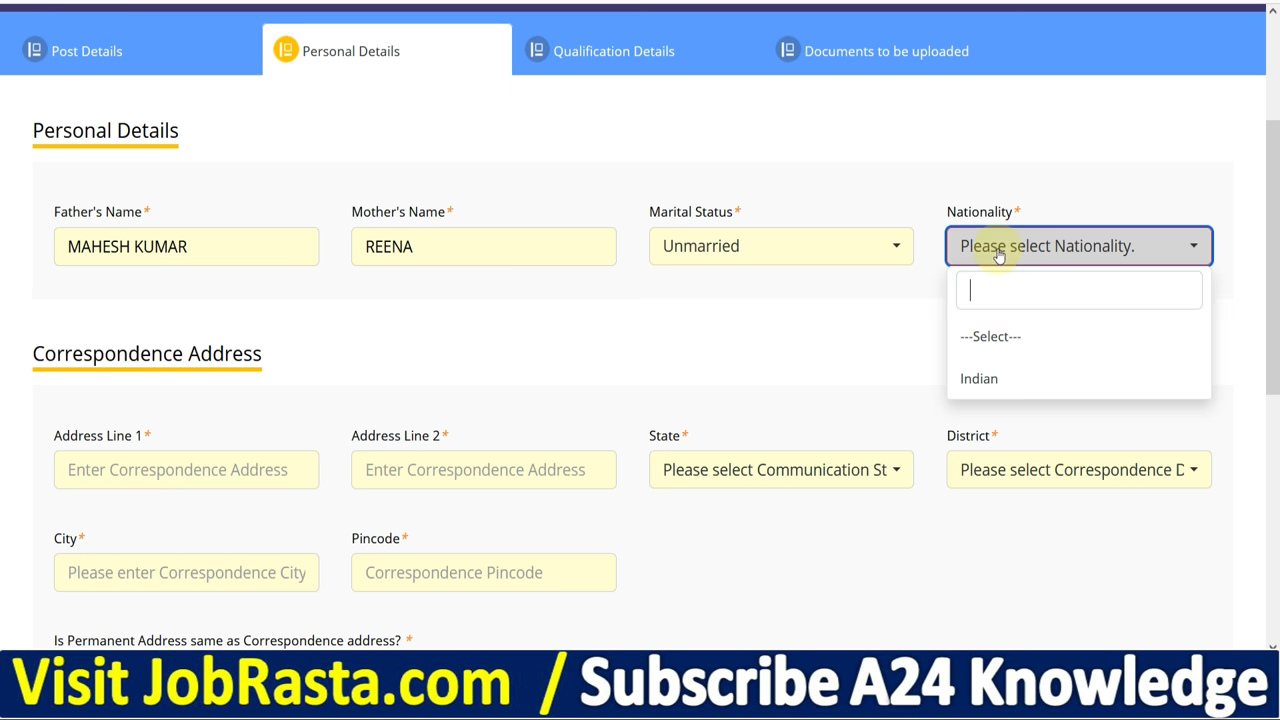 Post Details
Personal Details
Qualification Details
Documents to be uploaded
Personal Details
Father's Name*
Mother's Name*
Marital Status*
Nationality*
MAHESH KUMAR
REENA
Unmarried
Please select Nationality.
---Select---
Indian
Correspondence Address
Address Line 1*
Address Line 2*
State*
District*
Enter Correspondence Address
Enter Correspondence Address
Please select Communication St
Please select Correspondence D
City*
Pincode*
Please enter Correspondence City
Correspondence Pincode
Is Permanent Address same as Correspondence address? *
Visit JobRasta.com / Subscribe A24 Knowledge